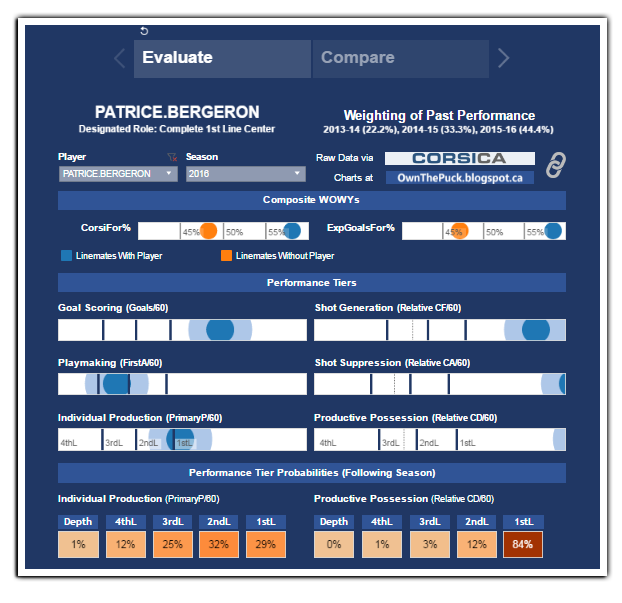 Evaluate
Compare
PATRICE.BERGERON
Designated Role: Complete 1st Line Center
Weighting of Past Performance
2013-14 (22.2%), 2014-15 (33.3%), 2015-16 (44.4%)
Player
Season
PATRICE.BERGERON
2016
Raw Data via
CORSICA
Charts at
OwnThePuck.blogspot.ca
Composite WOWYs
CorsiFor%
45%
50%
55%
ExpGoalsFor%
45%
50%
55%
Linemates With Player
Linemates Without Player
Performance Tiers
Goal Scoring (Goals/60)
Shot Generation (Relative CF/60)
Playmaking (FirstA/60)
Shot Suppression (Relative CA/60)
Individual Production (PrimaryP/60)
Productive Possession (Relative CD/60)
4thL
3rdL
2ndL
1stL
4thL
3rdL
2ndL
1stL
Performance Tier Probabilities (Following Season)
Individual Production (PrimaryP/60)
Productive Possession (Relative CD/60)
Depth 4thL 3rdL 2ndL 1stL
Depth 4thL 3rdL 2ndL 1stL
1% 12% 25% 32% 29%
0% 1% 3% 12% 84%